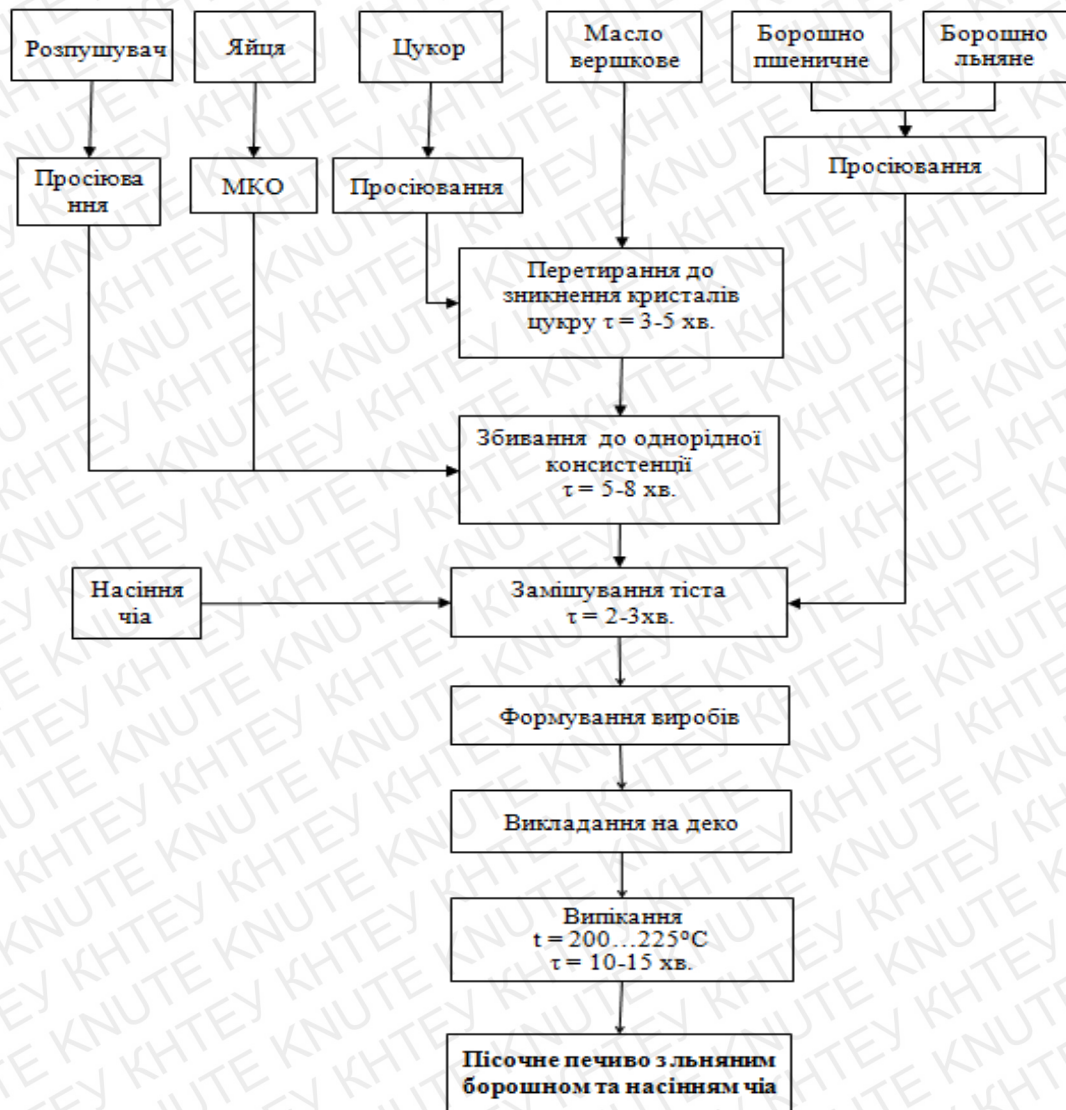 Розпушувач
Яйця
Цукор
Масло
вершкове
Борошно
пшеничне
Борошно
льняне
Просіюва
ння
МКО
Просіювання
Просіювання
Перетирання до
зникнення кристалів
цукру τ = 3-5 хв.
Збивання до однорідної
консистенції
τ = 5-8 хв.
Насіння
чіа
Замішування тіста
τ = 2-3хв.
Формування виробів
Викладання на деко
Випікання
t = 200…225°С
τ = 10-15 хв.
Пісочне печиво з льняним
борошном та насінням чіа